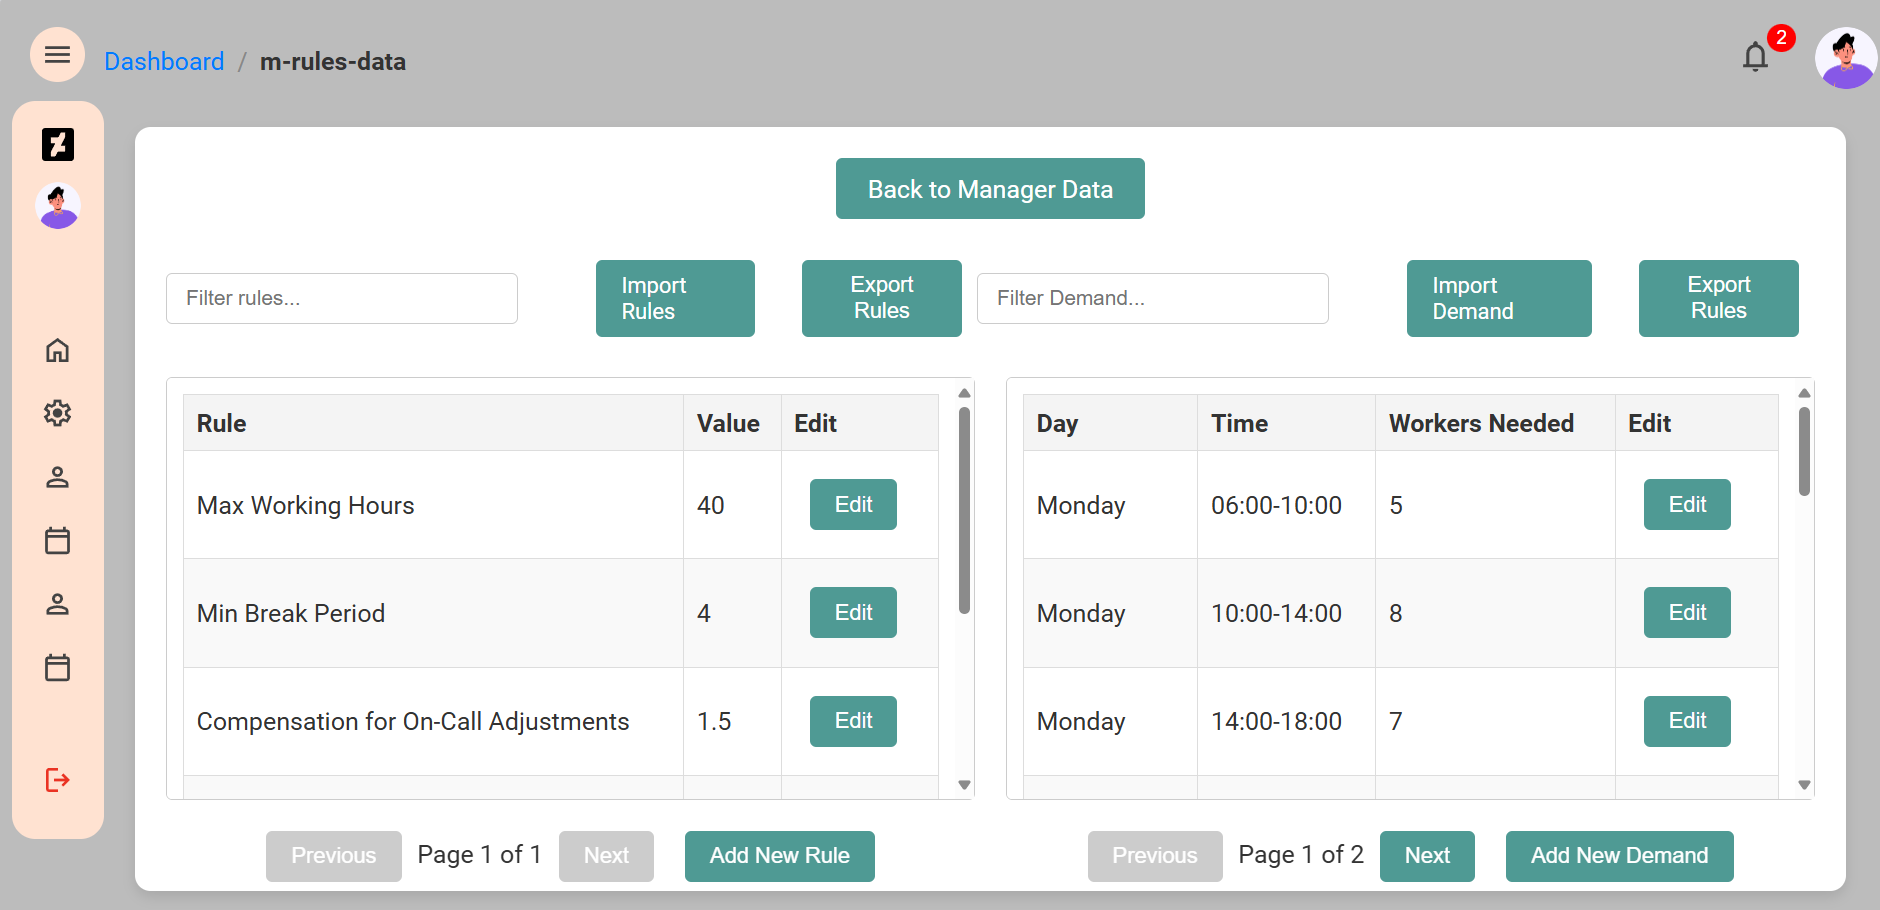 Dashboard / m-rules-data
2
Back to Manager Data
Filter rules...
Import
Rules
Export
Rules
Filter Demand...
Import
Demand
Export
Rules
Rule Value Edit
Max Working Hours 40 Edit
Min Break Period 4 Edit
Compensation for On-Call Adjustments 1.5 Edit
Previous Page 1 of 1 Next Add New Rule
Day Time Workers Needed Edit
Monday 06:00-10:00 5 Edit
Monday 10:00-14:00 8 Edit
Monday 14:00-18:00 7 Edit
Previous Page 1 of 2 Next Add New Demand